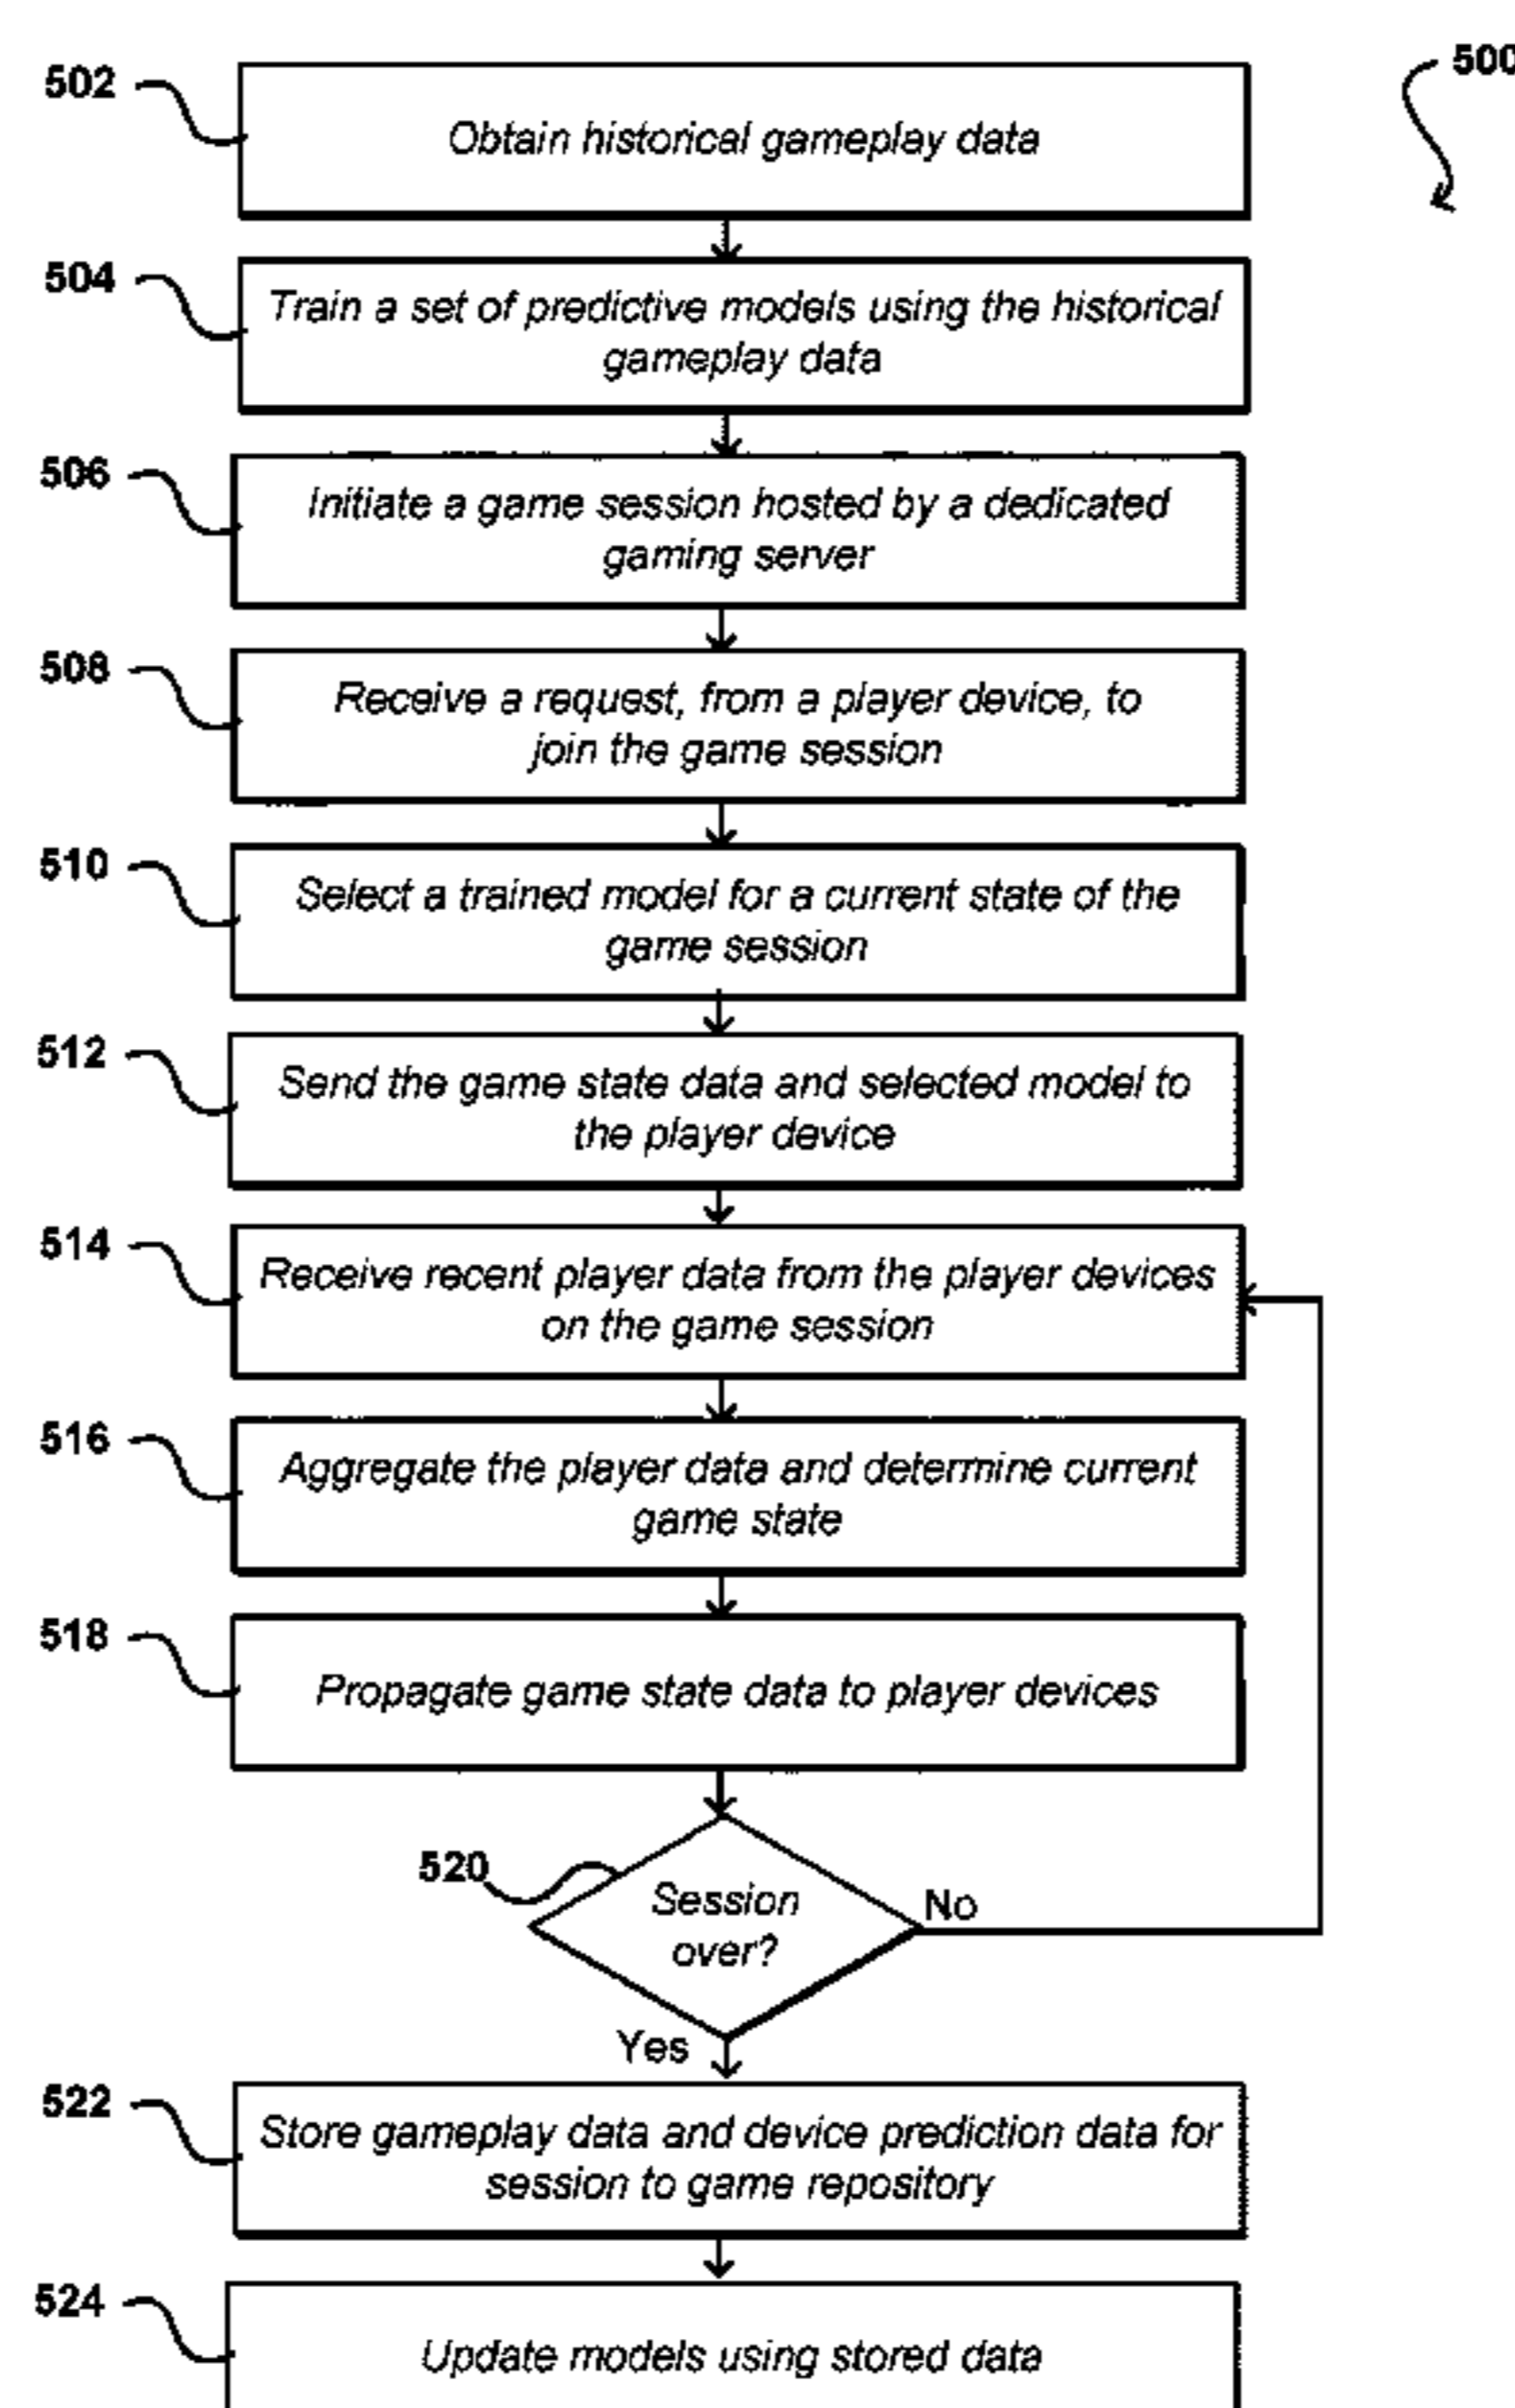 500
502
Obtain historical gameplay data
504
Train a set of predictive models using the historical
gameplay data
506
Initiate a game session hosted by a dedicated
gaming server
508
Receive a request, from a player device, to
join the game session
510
Select a trained model for a current state of the
game session
512
Send the game state data and selected model to
the player device
514
Receive recent player data from the player devices
on the game session
516
Aggregate the player data and determine current
game state
518
Propagate game state data to player devices
520
Session
over?
No
Yes
522
Store gameplay data and device prediction data for
session to game repository
524
Update models using stored data